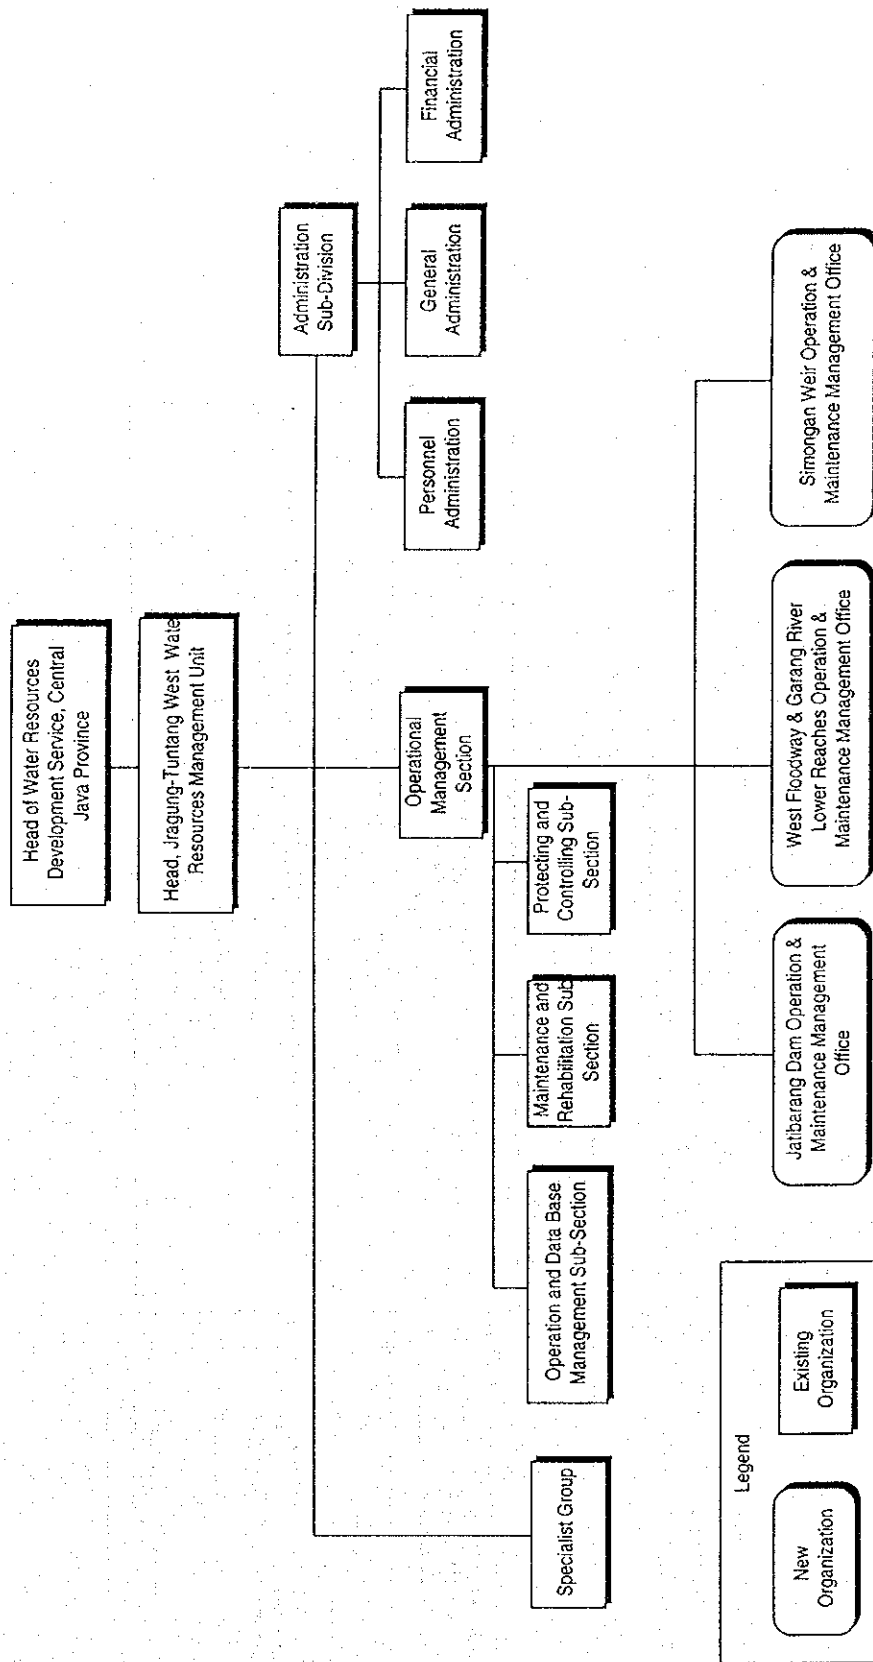 Head of Water Resources
Development Service, Central
Java Province
Head, Jragung-Tuntang West Wate
Resources Management Unit
Administration
Sub-Division
Personnel
Administration
General
Administration
Financial
Administration
Operational
Management
Section
Specialist Group
Operation and Data Base
Management Sub-Section
Maintenance and
Rehabilitation Sub
Section
Protecting and
Controlling Sub-
Section
Jatibarang Dam Operation &
Maintenance Management
Office
West Floodway & Garang River
Lower Reaches Operation &
Maintenance Management Office
Simongan Weir Operation &
Maintenance Management Office
Legend
New
Organization
Existing
Organization